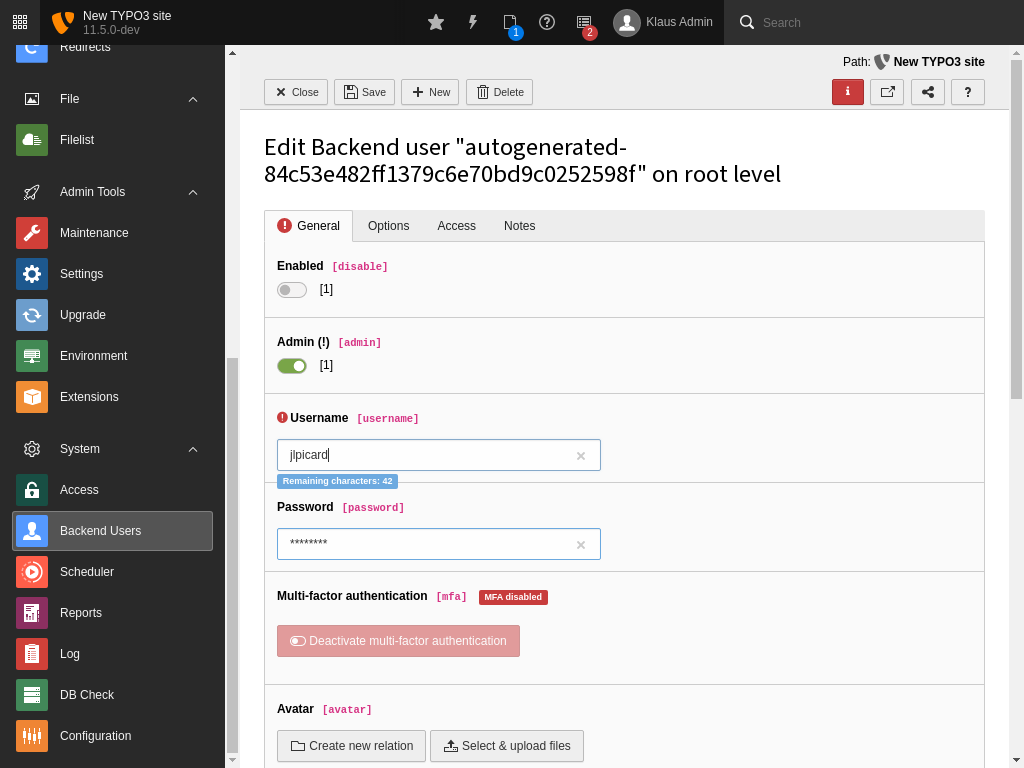 New TYPO3 site
11.5.0-dev
1
2
Klaus Admin
Search
Redirects
File
Filelist
Admin Tools
Maintenance
Settings
Upgrade
Environment
Extensions
System
Access
Backend Users
Scheduler
Reports
Log
DB Check
Configuration
Path: New TYPO3 site
Close
Save
New
Delete
i
?
Edit Backend user "autogenerated-
84c53e482ff1379c6e70bd9c0252598f" on root level
General
Options
Access
Notes
Enabled [disable]
[1]
Admin (!) [admin]
[1]
Username [username]
jlpicard
Remaining characters: 42
Password [password]
********
Multi-factor authentication [mfa] MFA disabled
Deactivate multi-factor authentication
Avatar [avatar]
Create new relation
Select & upload files